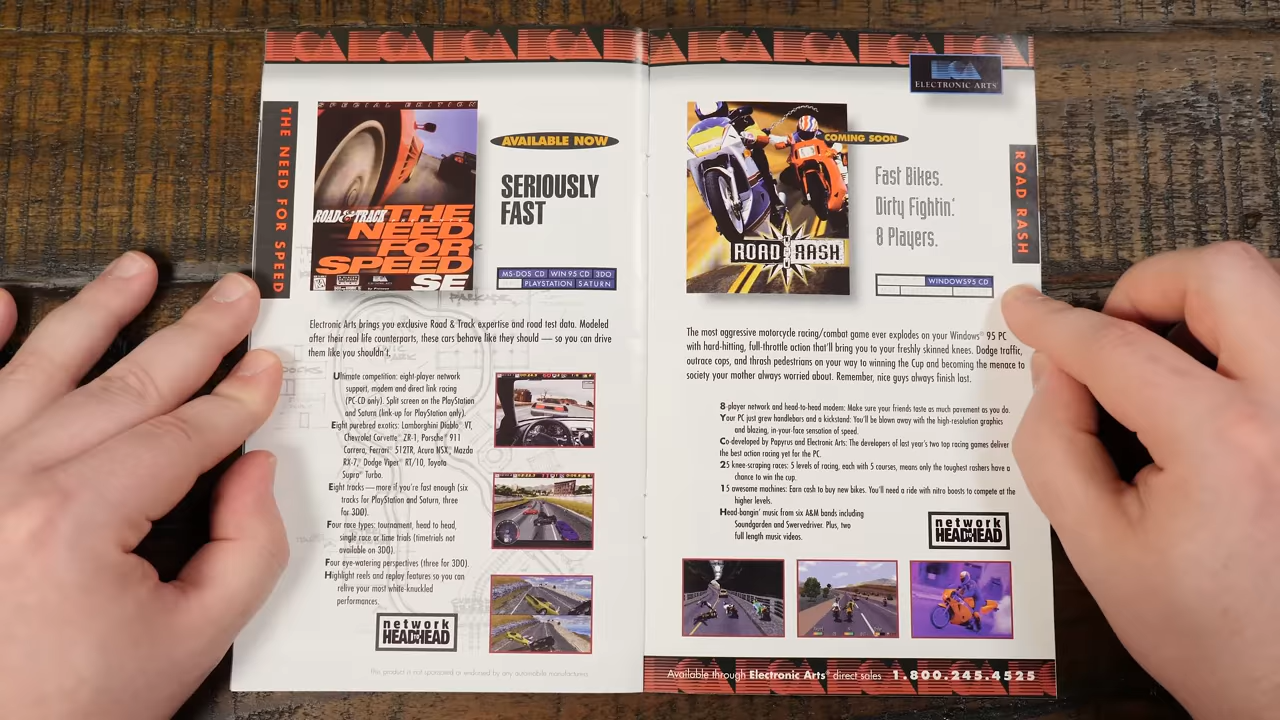 THE NEED FOR SPEED
SPECIAL EDITION
ROAD & TRACK
THE
NEED
FOR
SPEED
SE
AVAILABLE NOW
SERIOUSLY
FAST
MS-DOS CD WIN 95 CD 3DO
PLAYSTATION SATURN
PARKADE
Electronic Arts brings you exclusive Road & Track expertise and road test data. Modeled
after their real life counterparts, these cars behave like they should — so you can drive
them like you shouldn't.
Ultimate competition: eight-player network
support, modem and direct link racing
(PC-CD only). Split screen on the PlayStation
and Saturn (link-up for PlayStation only).
Eight purebred exotics: Lamborghini Diablo™ VT,
Chevrolet Corvette® ZR-1, Porsche® 911
Carrera, Ferrari® 512TR, Acura NSX®, Mazda
RX-7®, Dodge Viper® RT/10, Toyota
Supra® Turbo.
Eight tracks — more if you're fast enough (six
tracks for PlayStation and Saturn, three
for 3DO).
Four race types: tournament, head to head,
single race or time trials (timetrials not
available on 3DO).
Four eye-watering perspectives (three for 3DO).
Highlight reels and replay features so you can
relive your most white-knuckled
performances.
network
HEAD2HEAD
This product is not sponsored or endorsed by any automobile manufacturer.
ELECTRONIC ARTS
ROAD RASH
COMING SOON
ROAD RASH
Fast Bikes.
Dirty Fightin'.
8 Players.
WINDOWS95 CD
The most aggressive motorcycle racing/combat game ever explodes on your Windows® 95 PC
with hard-hitting, full-throttle action that'll bring you to your freshly skinned knees. Dodge traffic,
outrace cops, and thrash pedestrians on your way to winning the Cup and becoming the menace to
society your mother always worried about. Remember, nice guys always finish last.
8-player network and head-to-head modem: Make sure your friends taste as much pavement as you do.
Your PC just grew handlebars and a kickstand: You'll be blown away with the high-resolution graphics
and blazing, in-your-face sensation of speed.
Co-developed by Papyrus and Electronic Arts: The developers of last year's two top racing games deliver
the best action racing yet for the PC.
25 knee-scraping races: 5 levels of racing, each with 5 courses, means only the toughest rashers have a
chance to win the cup.
15 awesome machines: Earn cash to buy new bikes. You'll need a ride with nitro boosts to compete at the
higher levels.
Head-bangin' music from six A&M bands including
Soundgarden and Swervedriver. Plus, two
full length music videos.
network
HEAD2HEAD
Available through Electronic Arts® direct sales 1.800.245.4525